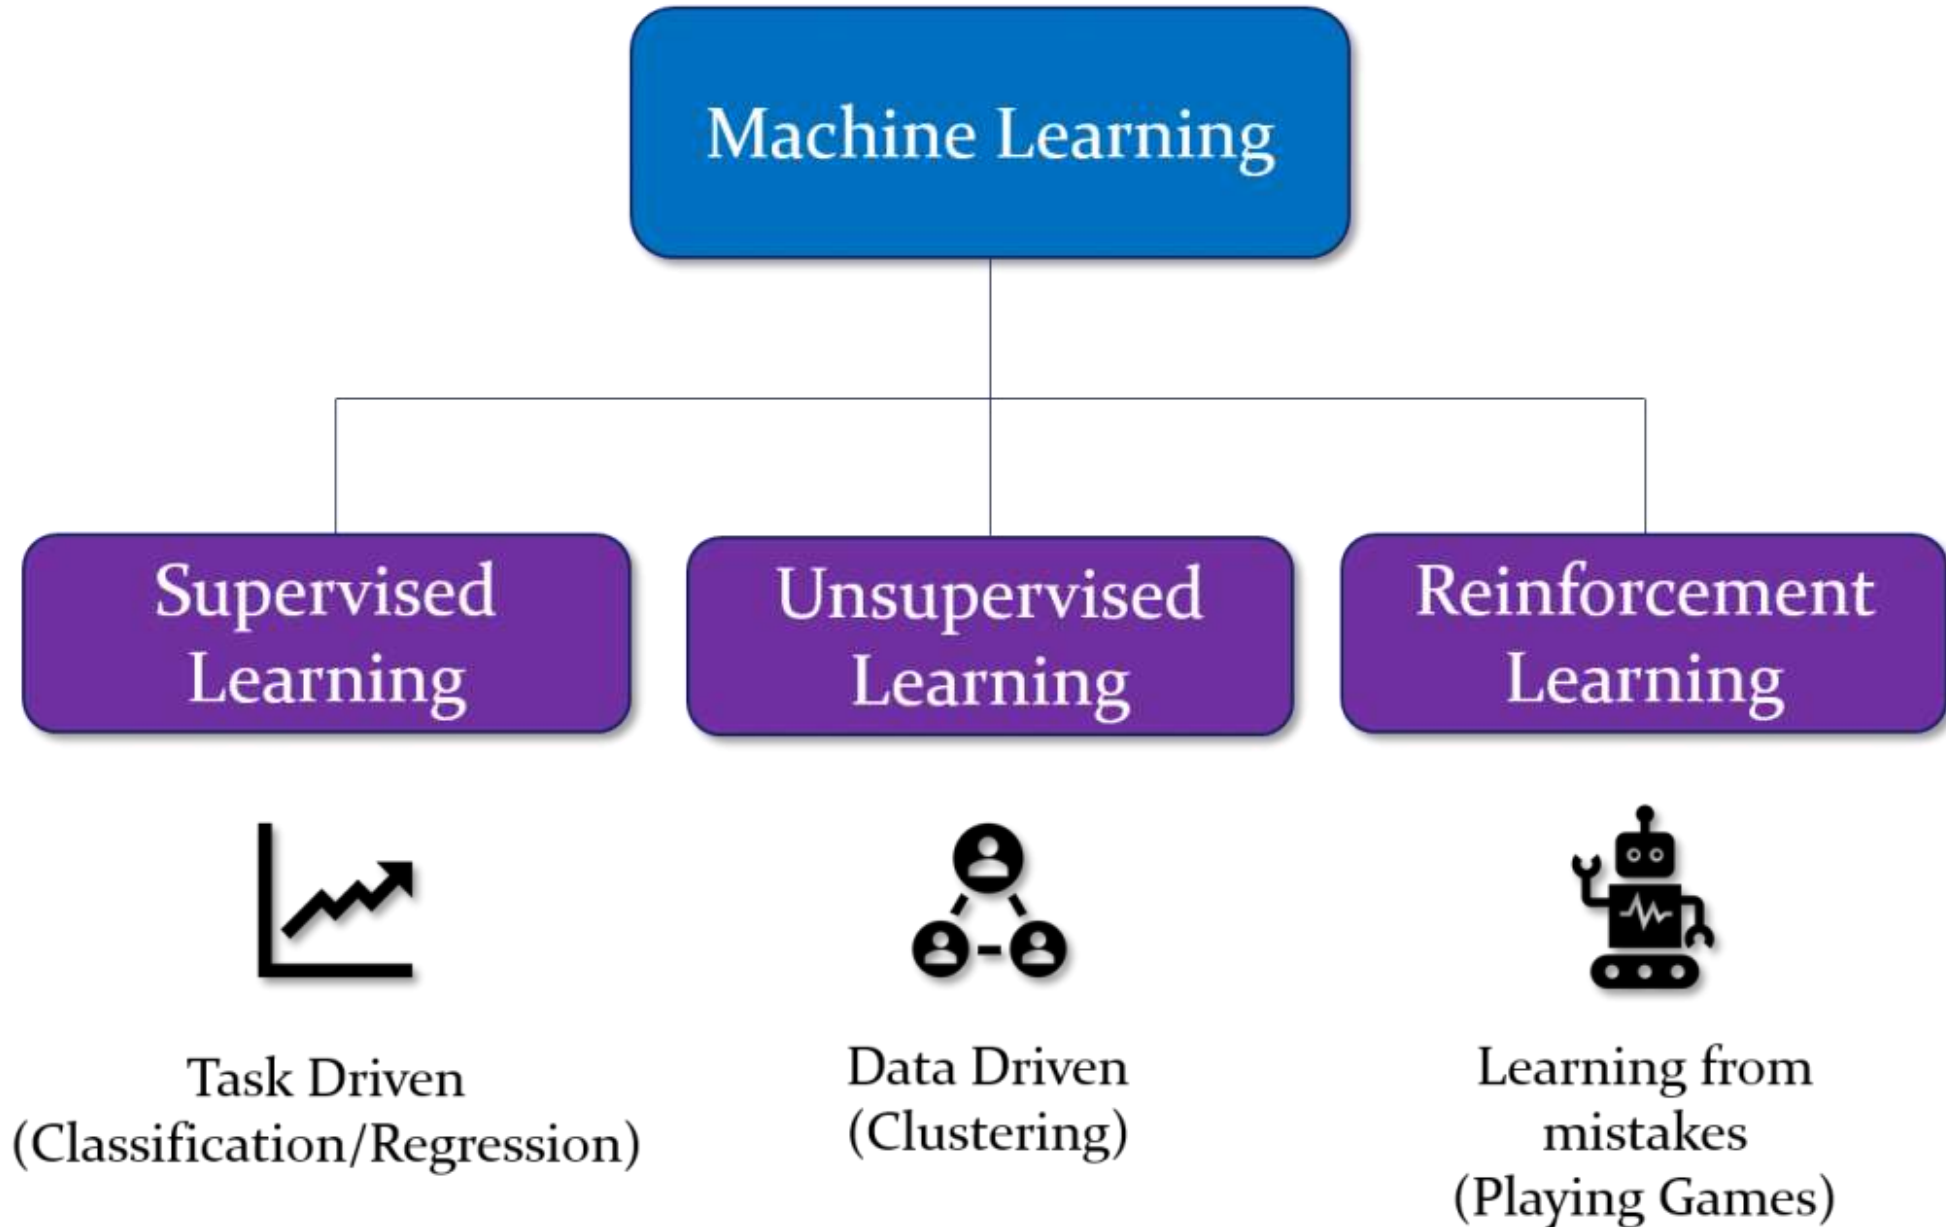 Machine Learning
Supervised
Learning
Unsupervised
Learning
Reinforcement
Learning
Task Driven
(Classification/Regression)
Data Driven
(Clustering)
Learning from
mistakes
(Playing Games)